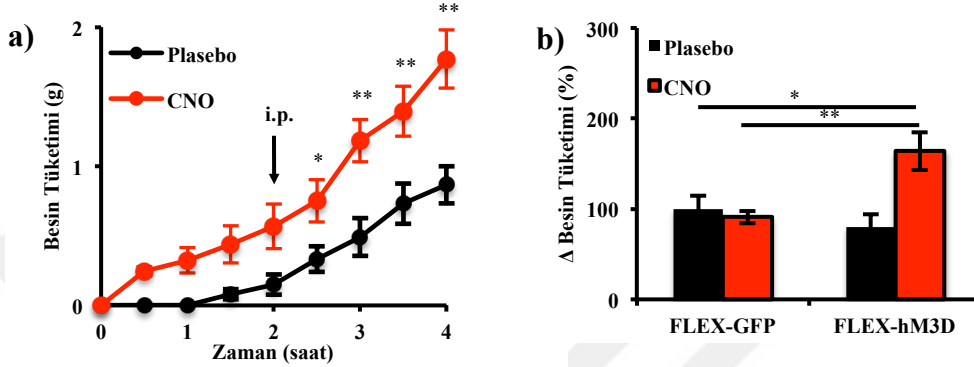 a)
Besin Tüketimi (g)
2
1
0
Plasebo
CNO
i.p.
*
**
**
**
0 1 2 3 4
Zaman (saat)
b)
Δ Besin Tüketimi (%)
300
200
100
0
Plasebo
CNO
*
**
FLEX-GFP FLEX-hM3D